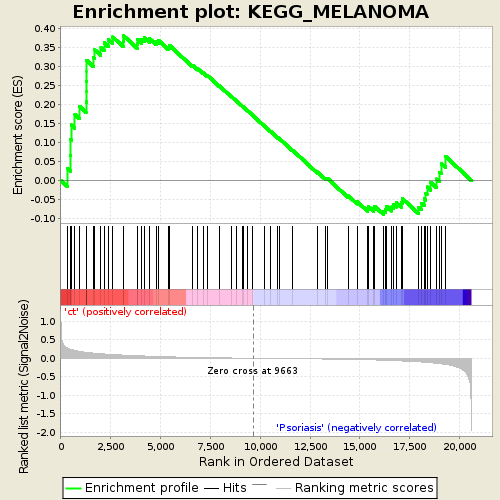 Enrichment plot: KEGG_MELANOMA
Enrichment score (ES)
0.40
0.35
0.30
0.25
0.20
0.15
0.10
0.05
0.00
-0.05
-0.10
'ct' (positively correlated)
Ranked list metric (Signal2Noise)
1.0
0.5
0.0
-0.5
-1.0
-1.5
-2.0
Zero cross at 9663
'Psoriasis' (negatively correlated)
0 2,500 5,000 7,500 10,000 12,500 15,000 17,500 20,000
Rank in Ordered Dataset
Enrichment profile Hits Ranking metric scores